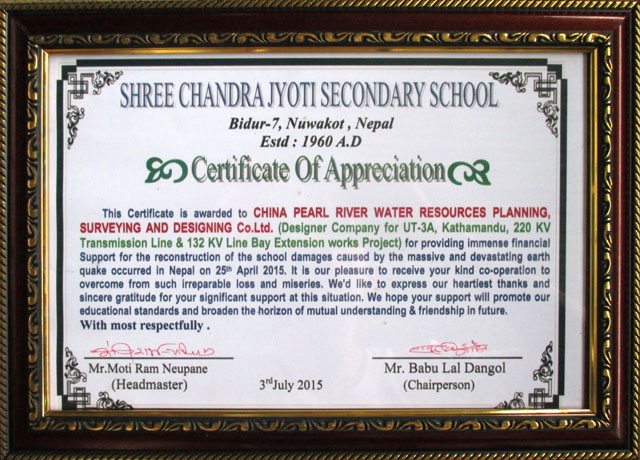 SHREE CHANDRA JYOTI SECONDARY SCHOOL
Bidur-7, Nuwakot , Nepal
Estd : 1960 A.D
Certificate Of Appreciation
This Certificate is awarded to CHINA PEARL RIVER WATER RESOURCES PLANNING,
SURVEYING AND DESIGNING Co.Ltd. (Designer Company for UT-3A, Kathamandu, 220 KV
Transmission Line & 132 KV Line Bay Extension works Project) for providing immense financial
Support for the reconstruction of the school damages caused by the massive and devastating earth
quake occurred in Nepal on 25th April 2015. It is our pleasure to receive your kind co-operation to
overcome from such irreparable loss and miseries. We'd like to express our heartiest thanks and
sincere gratitude for your significant support at this situation. We hope your support will promote our
educational standards and broaden the horizon of mutual understanding & friendship in future.
With most respectfully .
Mr.Moti Ram Neupane
(Headmaster)
3rd July 2015
Mr. Babu Lal Dangol
(Chairperson)